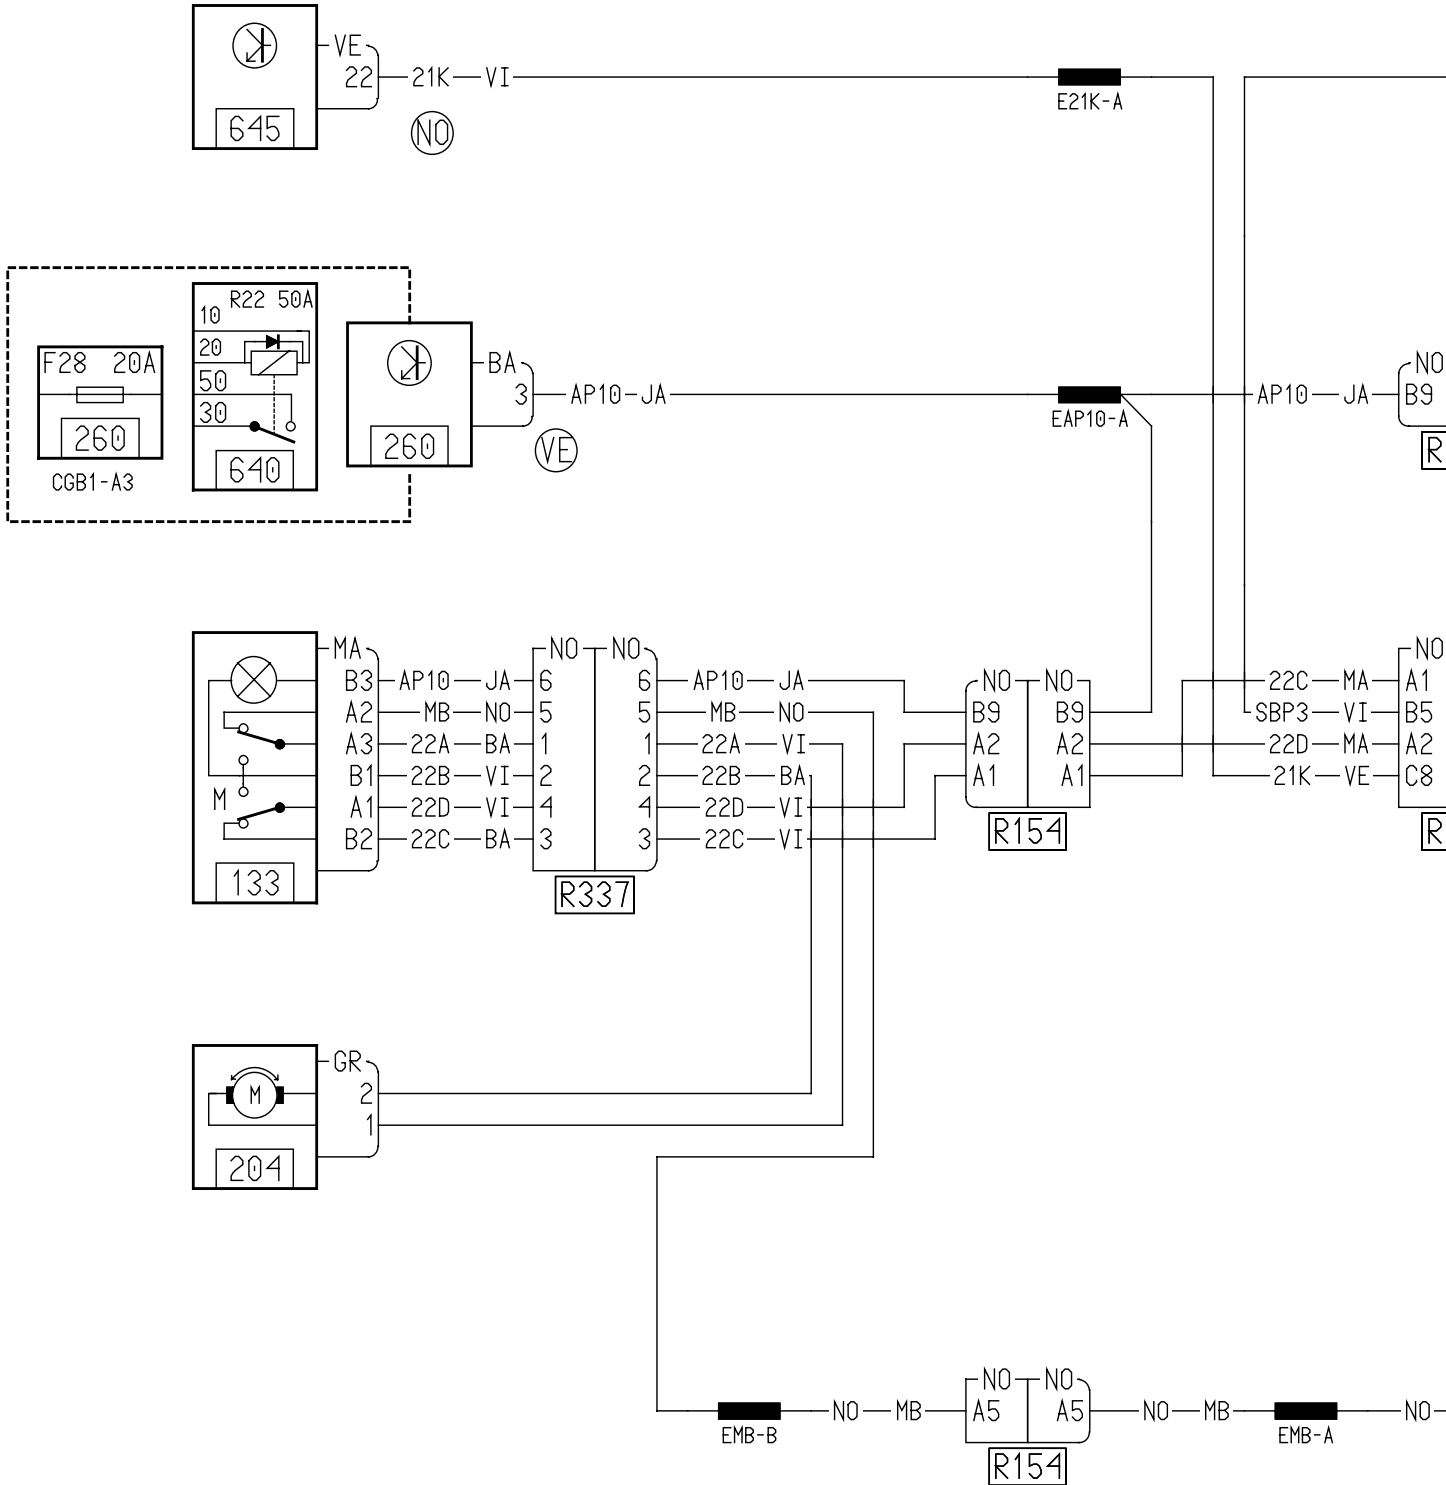 VE
22 21K VI
E21K-A
645
NO
R22 50A
10
20
50
30
F28 20A
260
640
CGB1-A3
BA
3 AP10 JA
EAP10-A
AP10 JA
NO
B9
260
VE
R
MA NO NO
B3 AP10 JA 6 6 AP10 JA
A2 MB NO 5 5 MB NO
A3 22A BA 1 1 22A VI
B1 22B VI 2 2 22B BA
A1 22D VI 4 4 22D VI
B2 22C BA 3 3 22C VI
M
133
R337
NO NO
B9 B9
A2 A2
A1 A1
R154
NO
22C MA A1
SBP3 VI B5
22D MA A2
21K VE C8
R
GR
M
2
1
204
NO NO
EMB-B NO MB A5 A5 NO MB EMB-A NO
R154